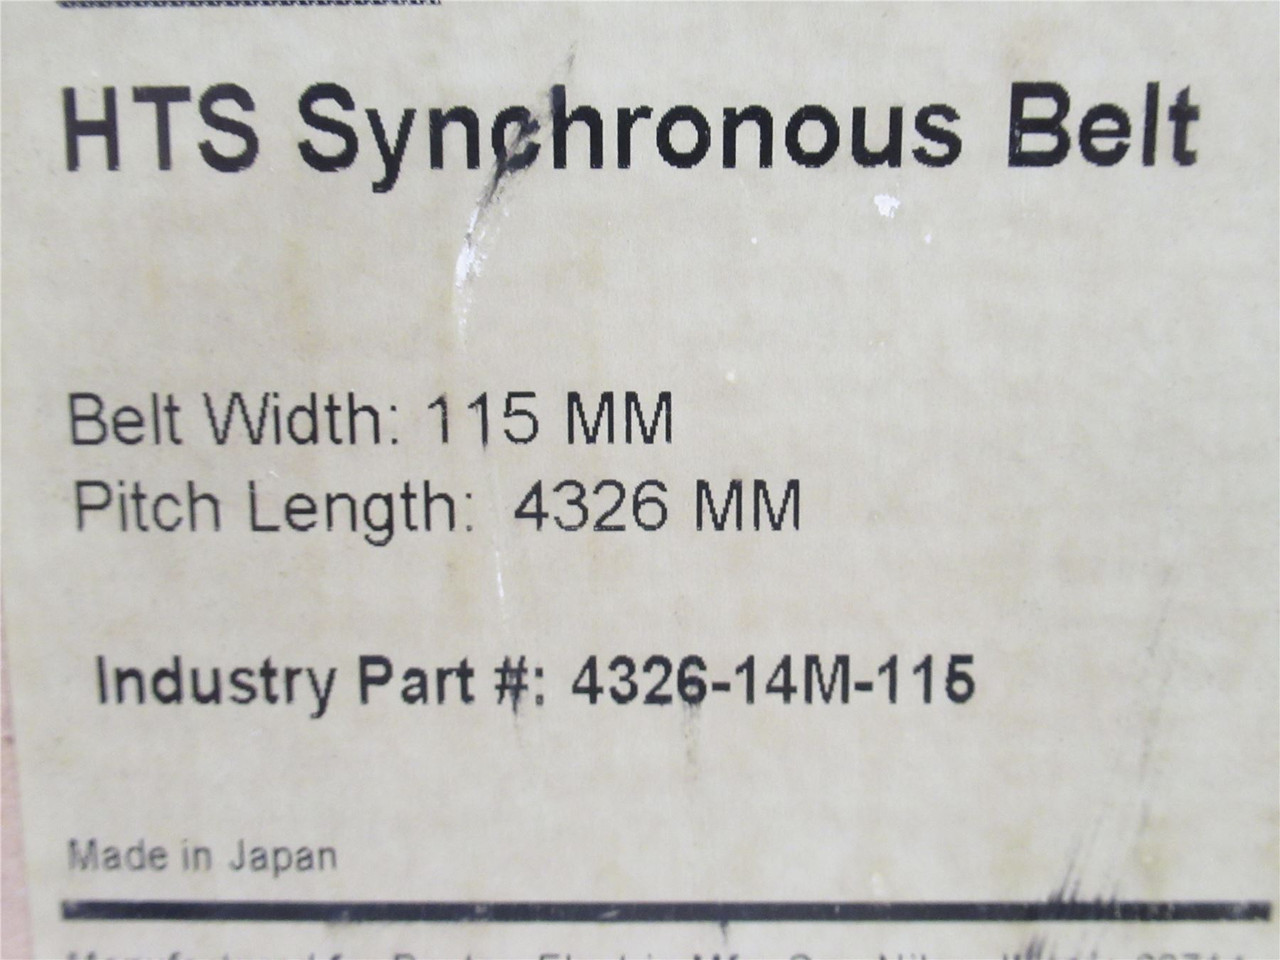 HTS Synchronous Belt
Belt Width: 115 MM
Pitch Length: 4326 MM
Industry Part #: 4326-14M-115
Made in Japan